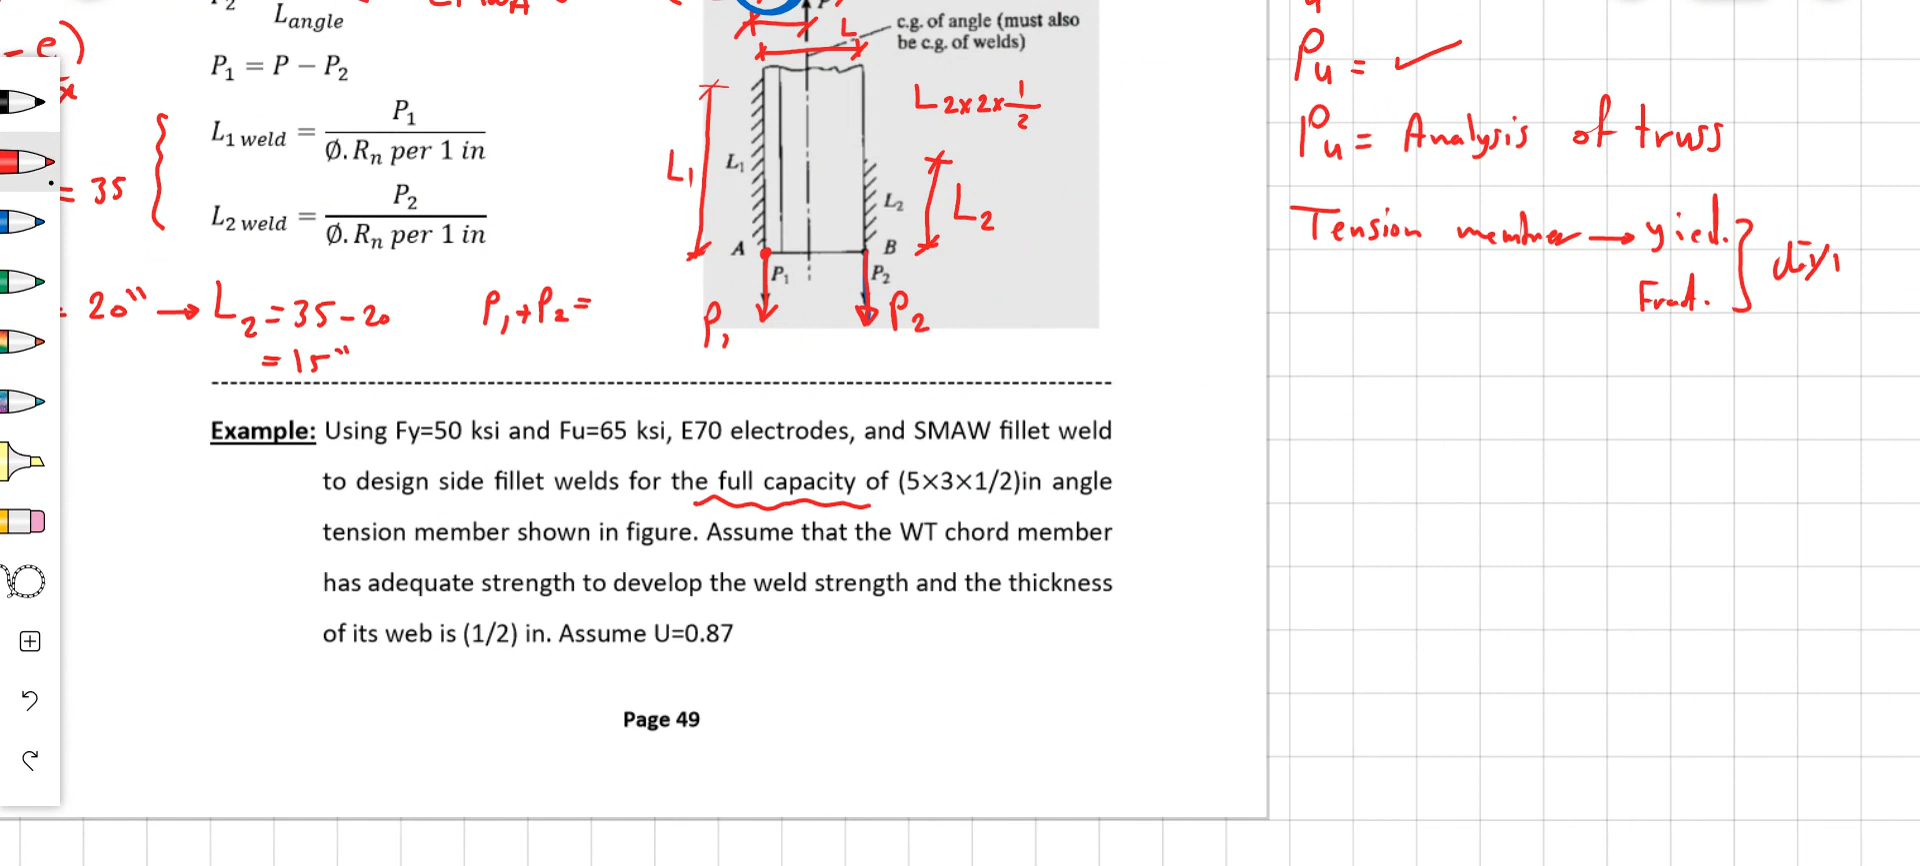 L_angle
- e)
P₁ = P − P₂
x
L₁ weld = P₁ / Ø.Rₙ per 1 in
= 35
L₂ weld = P₂ / Ø.Rₙ per 1 in
= 20" → L₂ = 35 - 20
= 15"
P₁ + P₂ =
c.g. of angle (must also
be c.g. of welds)
L
L 2x2x 1/2
L₁
L₁
L₂
L₂
A
B
P₁
P₂
P₁
P₂
Pu = ✓
Pu = Analysis of truss
Tension member → yied.
Fract.
Example: Using Fy=50 ksi and Fu=65 ksi, E70 electrodes, and SMAW fillet weld
to design side fillet welds for the full capacity of (5×3×1/2)in angle
tension member shown in figure. Assume that the WT chord member
has adequate strength to develop the weld strength and the thickness
of its web is (1/2) in. Assume U=0.87
Page 49